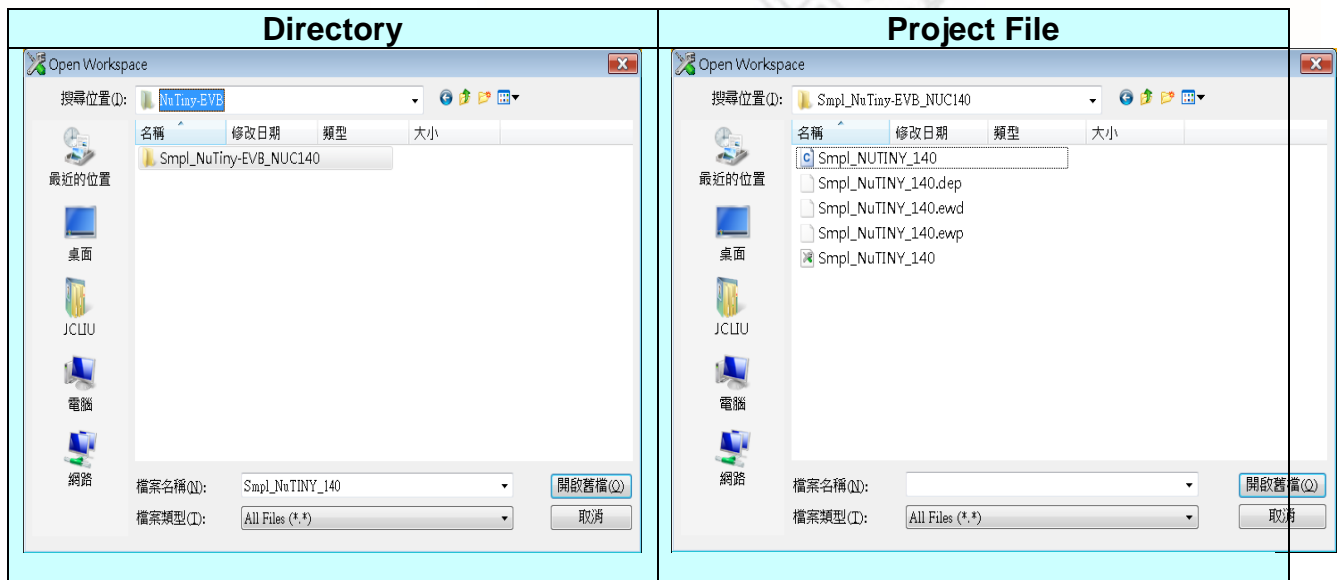 Directory
Project File
Open Workspace
搜尋位置(I):
NuTiny-EVB
名稱
修改日期
類型
大小
Smpl_NuTiny-EVB_NUC140
最近的位置
桌面
JCLIU
電腦
網路
檔案名稱(N):
Smpl_NuTINY_140
開啟舊檔(O)
檔案類型(T):
All Files (*.*)
取消
Open Workspace
搜尋位置(I):
Smpl_NuTiny-EVB_NUC140
名稱
修改日期
類型
大小
Smpl_NUTINY_140
Smpl_NuTINY_140.dep
Smpl_NuTINY_140.ewd
Smpl_NuTINY_140.ewp
Smpl_NuTINY_140
最近的位置
桌面
JCLIU
電腦
網路
檔案名稱(N):
開啟舊檔(O)
檔案類型(T):
All Files (*.*)
取消